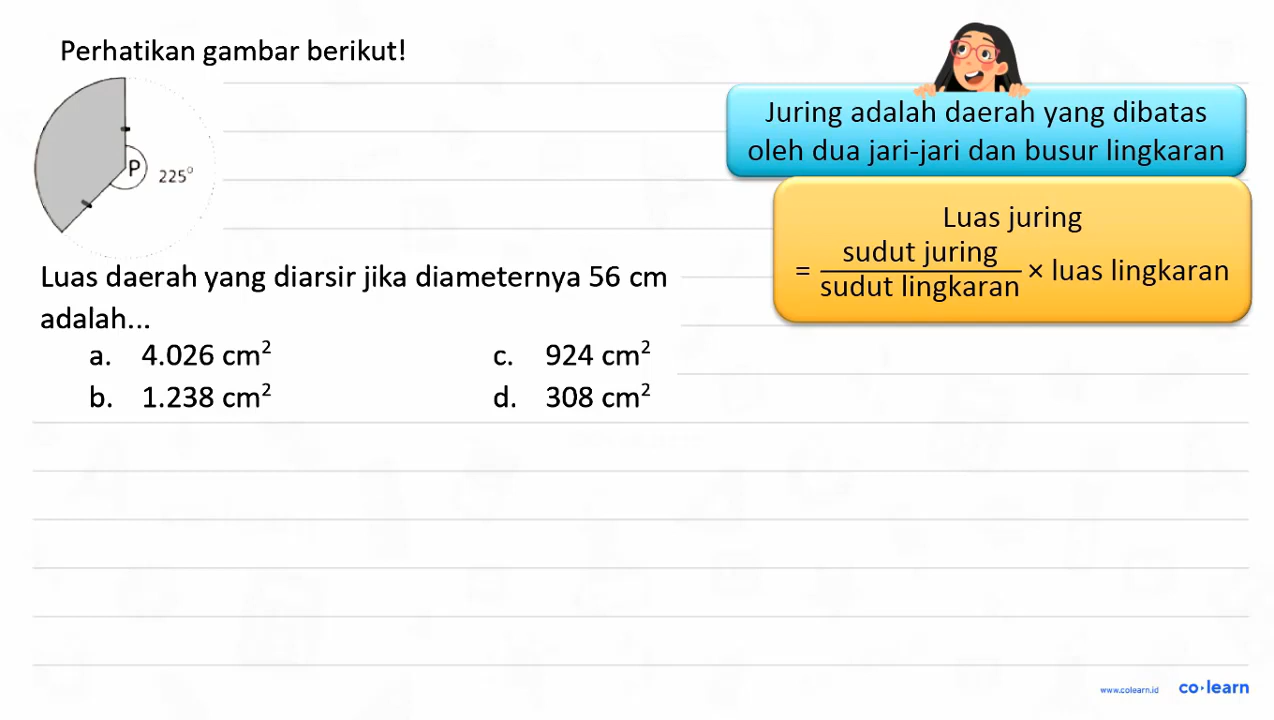 Perhatikan gambar berikut!
P
225°
Luas daerah yang diarsir jika diameternya 56 cm
adalah...
a. 4.026 cm²
b. 1.238 cm²
c. 924 cm²
d. 308 cm²
Juring adalah daerah yang dibatas
oleh dua jari-jari dan busur lingkaran
Luas juring
= sudut juring / sudut lingkaran × luas lingkaran
www.colearn.id
co·learn